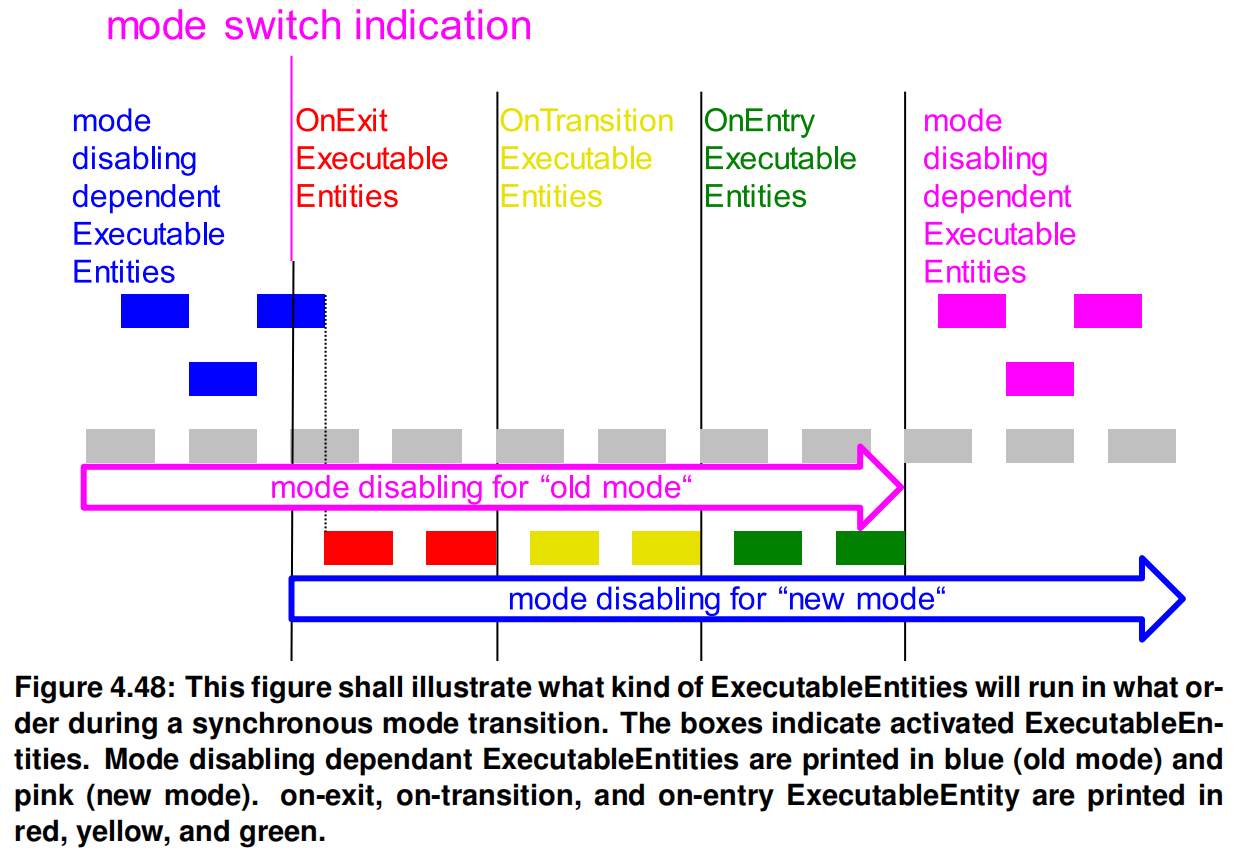 mode switch indication
mode
disabling
dependent
Executable
Entities
OnExit
Executable
Entities
OnTransition
Executable
Entities
OnEntry
Executable
Entities
mode
disabling
dependent
Executable
Entities
mode disabling for “old mode“
mode disabling for “new mode“
Figure 4.48: This figure shall illustrate what kind of ExecutableEntities will run in what or-
der during a synchronous mode transition. The boxes indicate activated ExecutableEn-
tities. Mode disabling dependant ExecutableEntities are printed in blue (old mode) and
pink (new mode). on-exit, on-transition, and on-entry ExecutableEntity are printed in
red, yellow, and green.